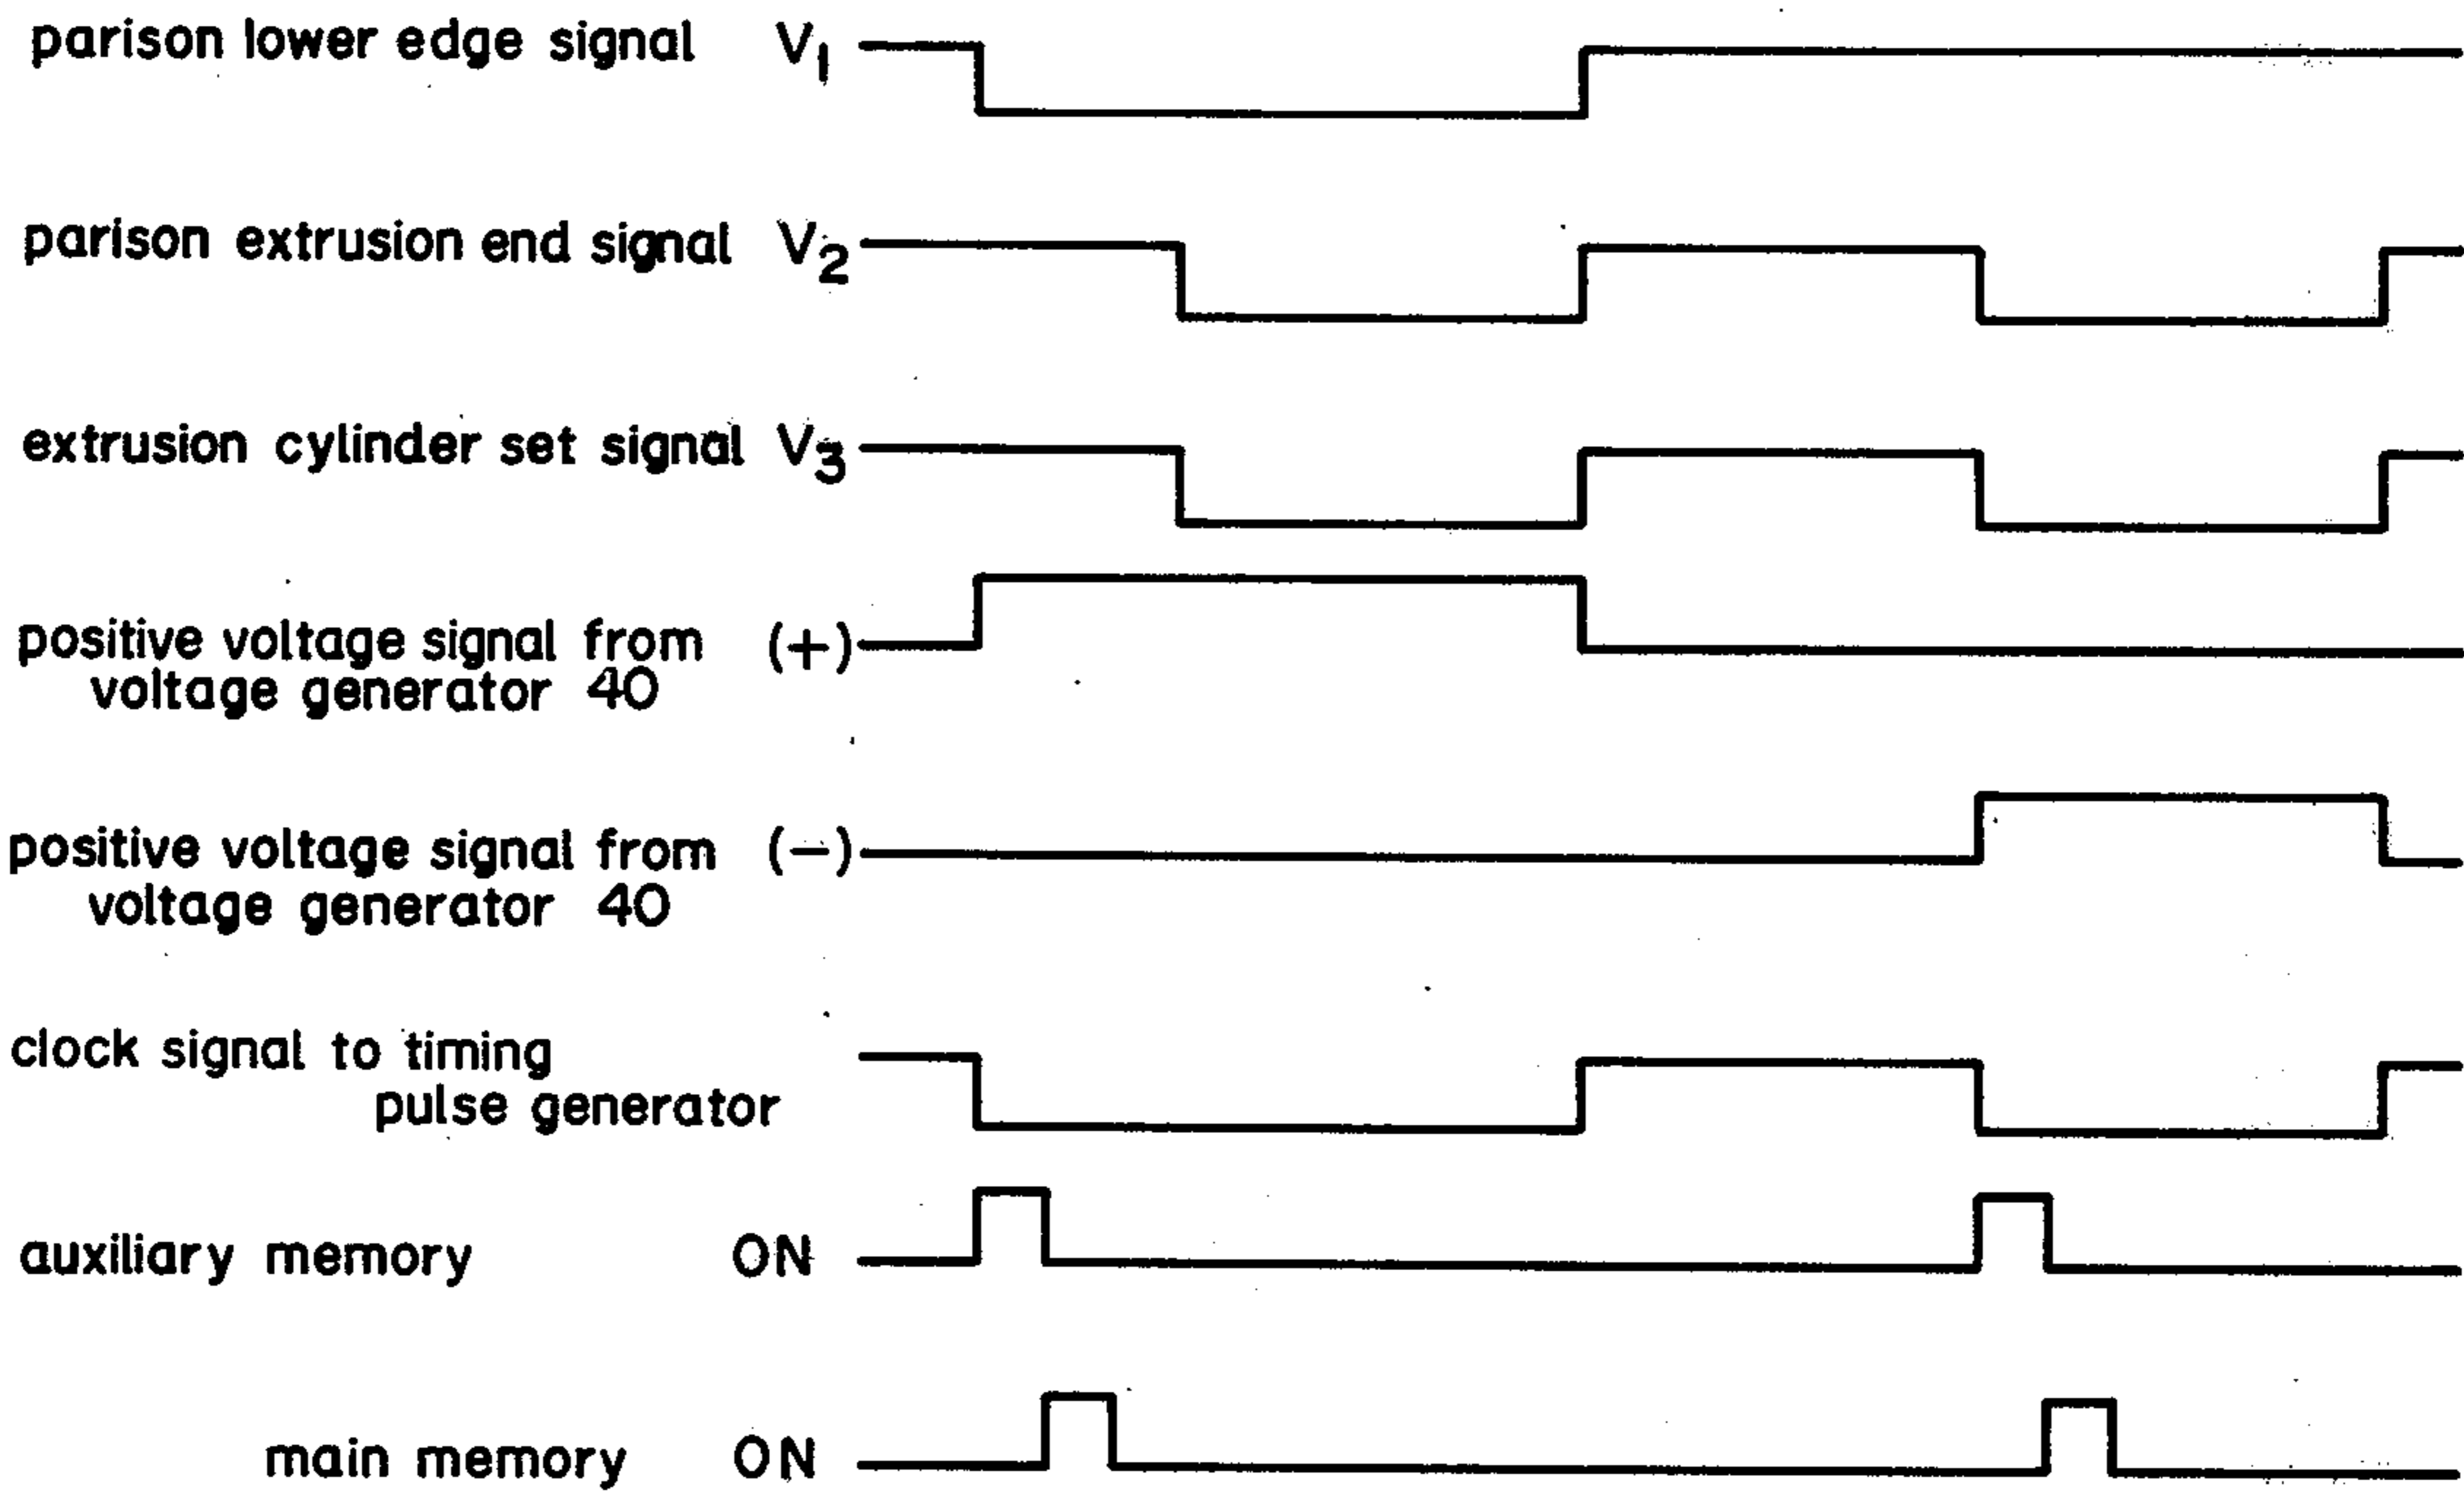 parison lower edge signal V1
parison extrusion end signal V2
extrusion cylinder set signal V3
positive voltage signal from (+)
voltage generator 40
positive voltage signal from (−)
voltage generator 40
clock signal to timing
pulse generator
auxiliary memory ON
main memory ON